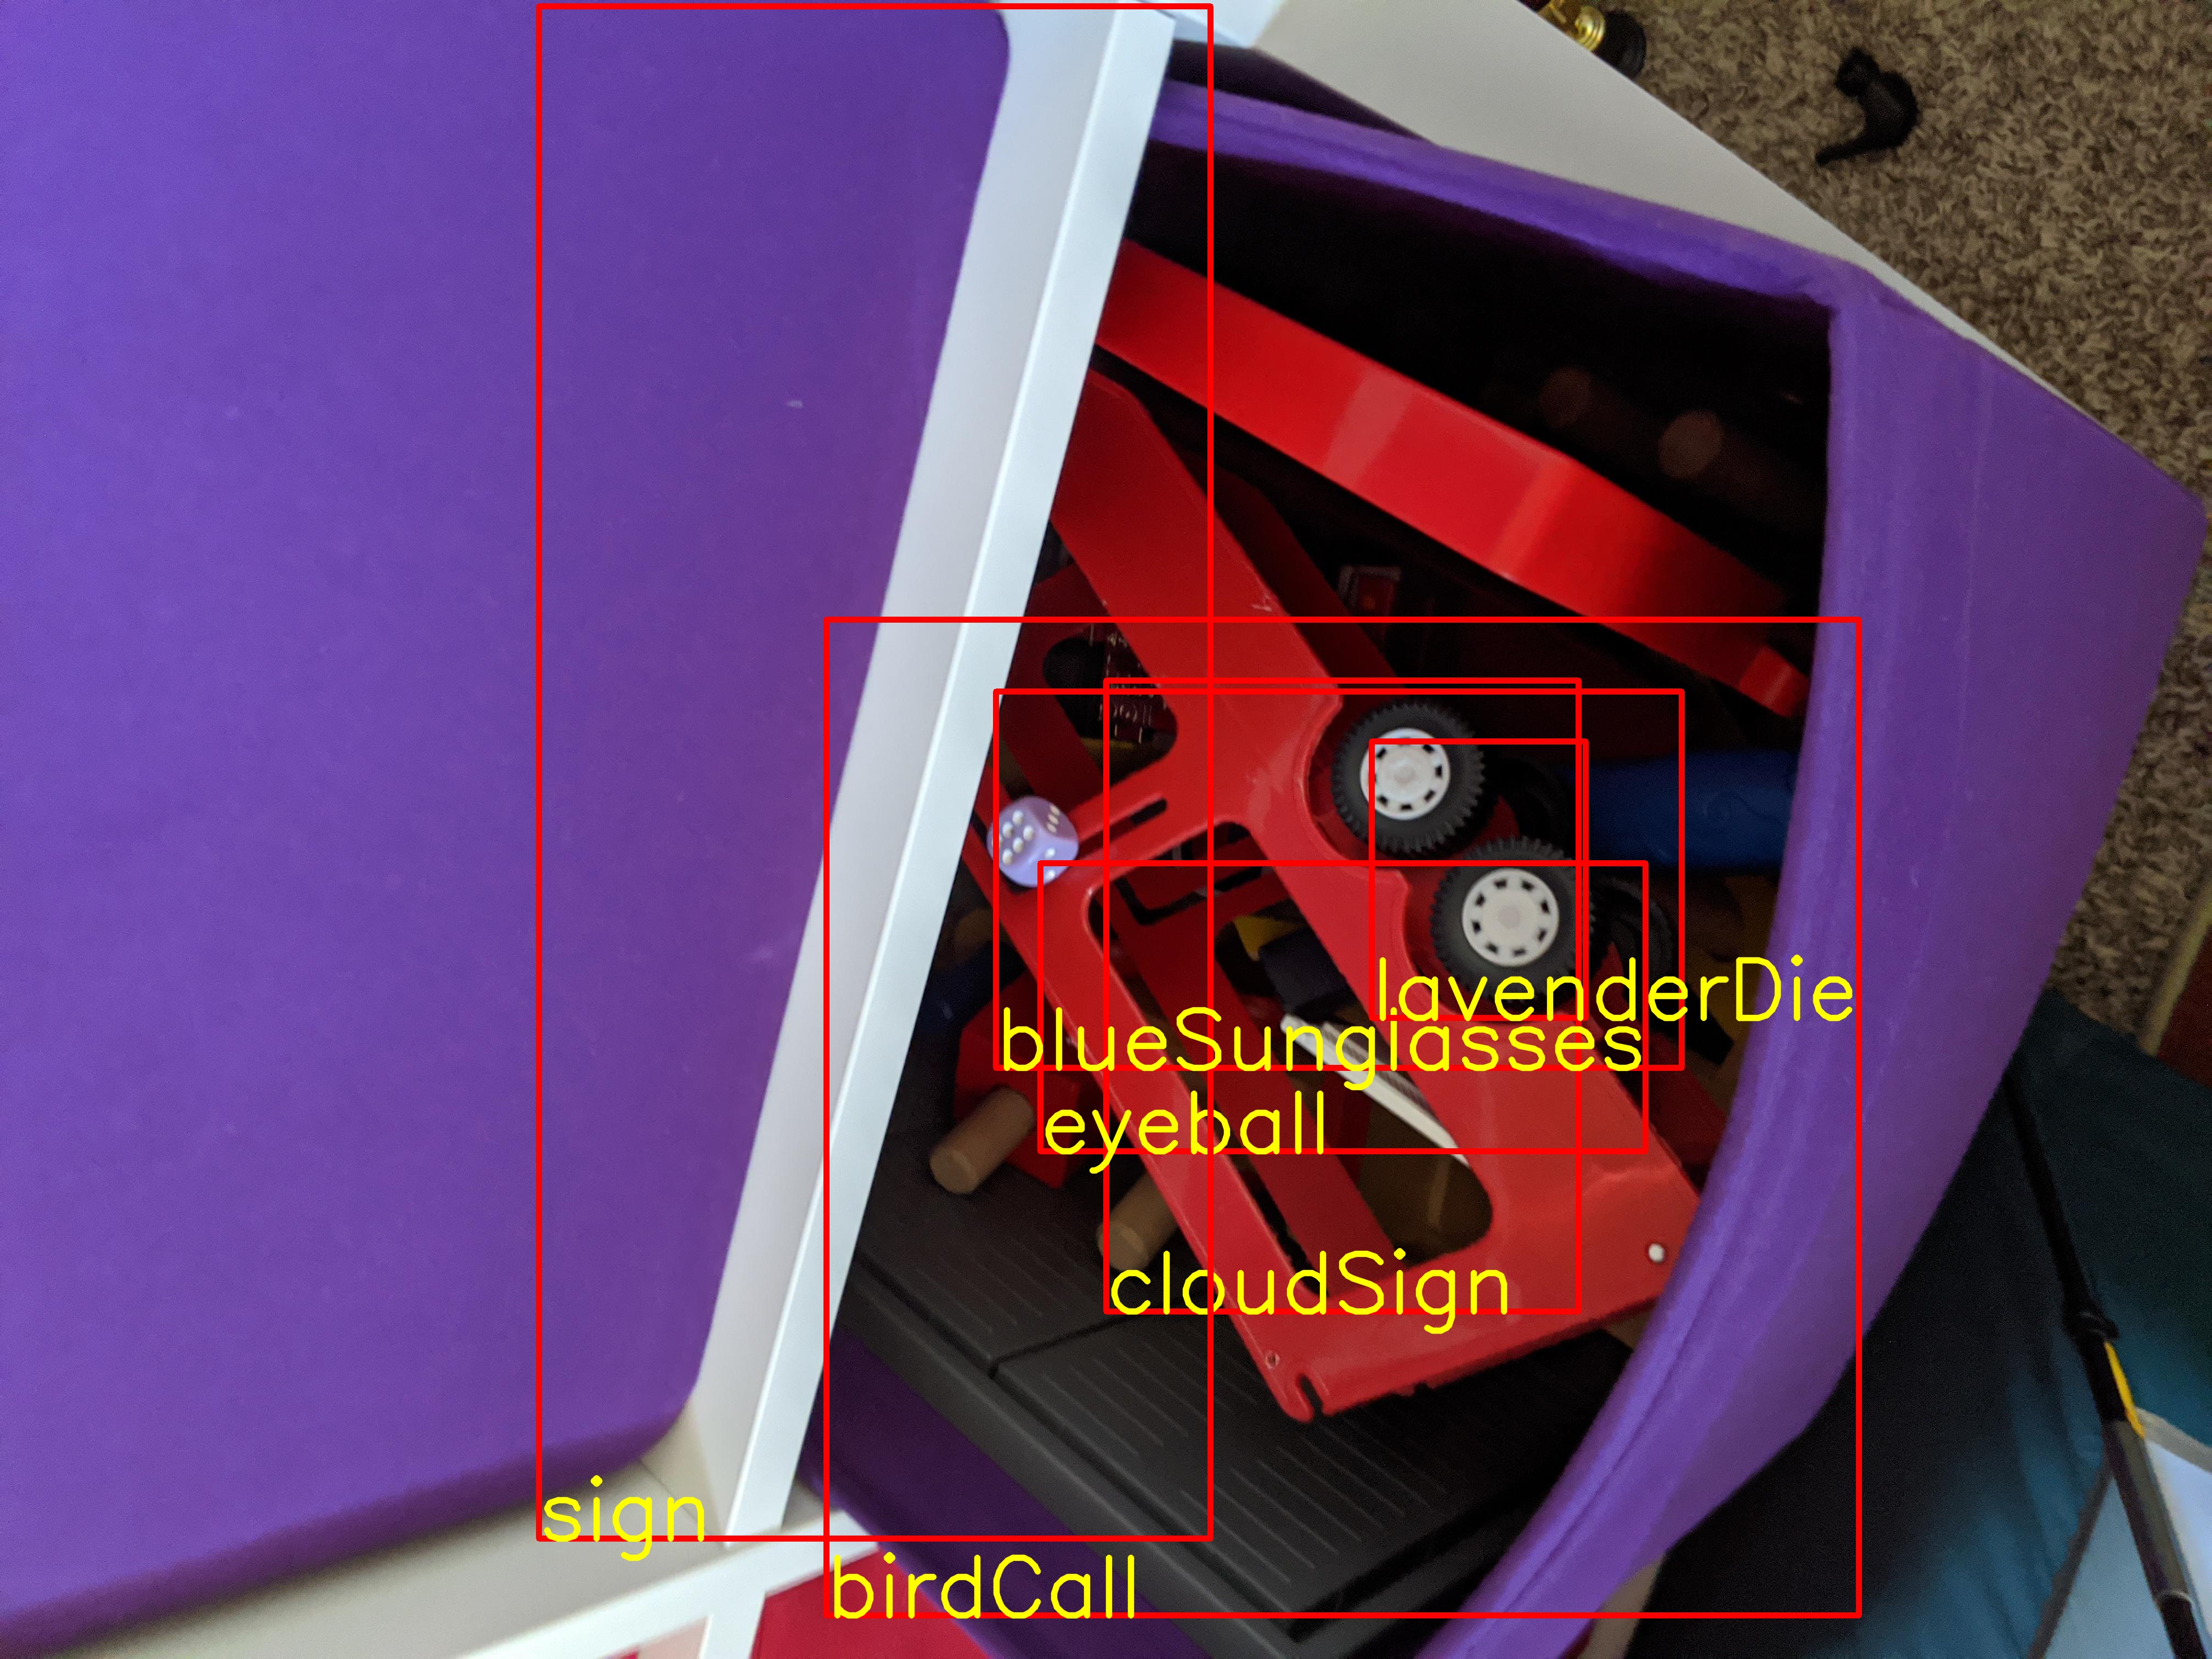 lavenderDie
blueSunglasses
eyeball
cloudSign
sign
birdCall